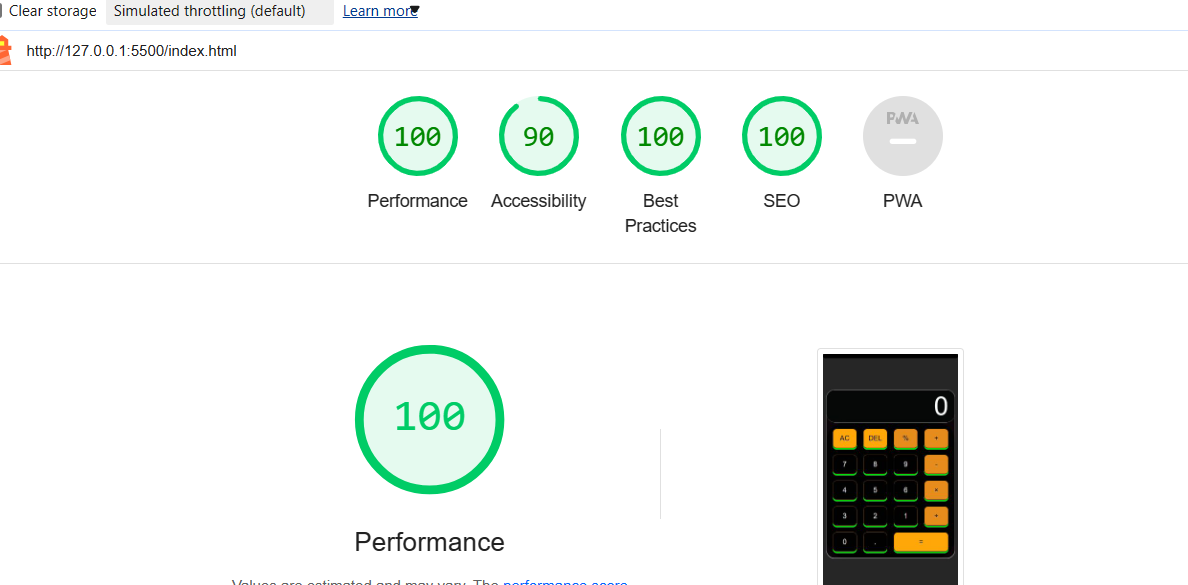 Clear storage Simulated throttling (default) Learn more
http://127.0.0.1:5500/index.html
100 90 100 100 PWA
Performance Accessibility Best Practices SEO PWA
100
Performance
Values are estimated and may vary. The performance score
0
AC DEL % +
7 8 9 -
4 5 6 ×
3 2 1
0 . =